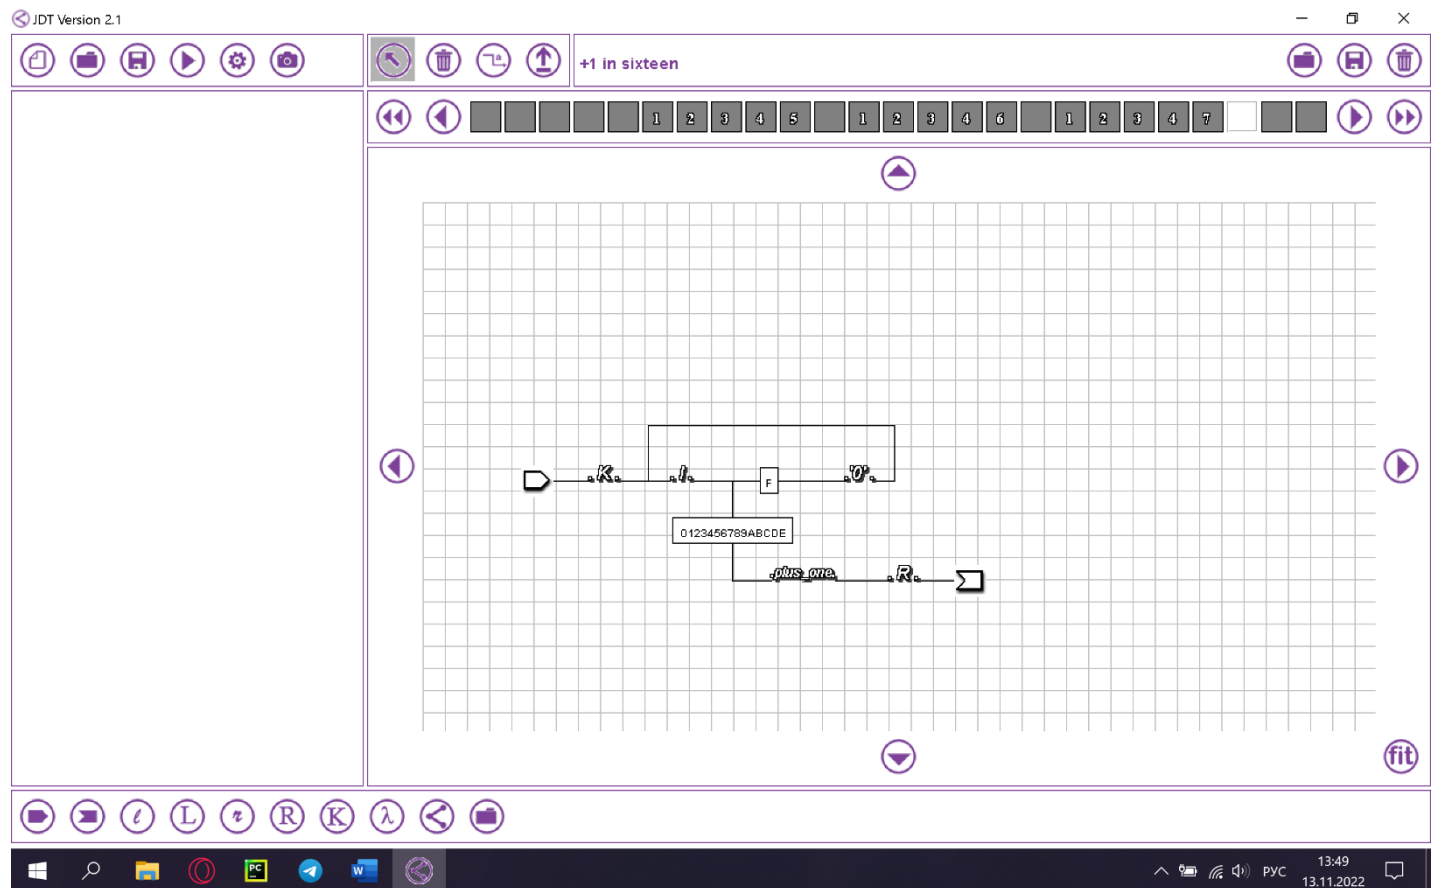 JDT Version 2.1
+1 in sixteen
1 2 3 4 5 1 2 3 4 6 1 2 3 4 7
.K. .l. F .'0'.
0123456789ABCDE
.plus_one. .R.
fit
l L r R K λ
PC W РУС 13:49
13.11.2022